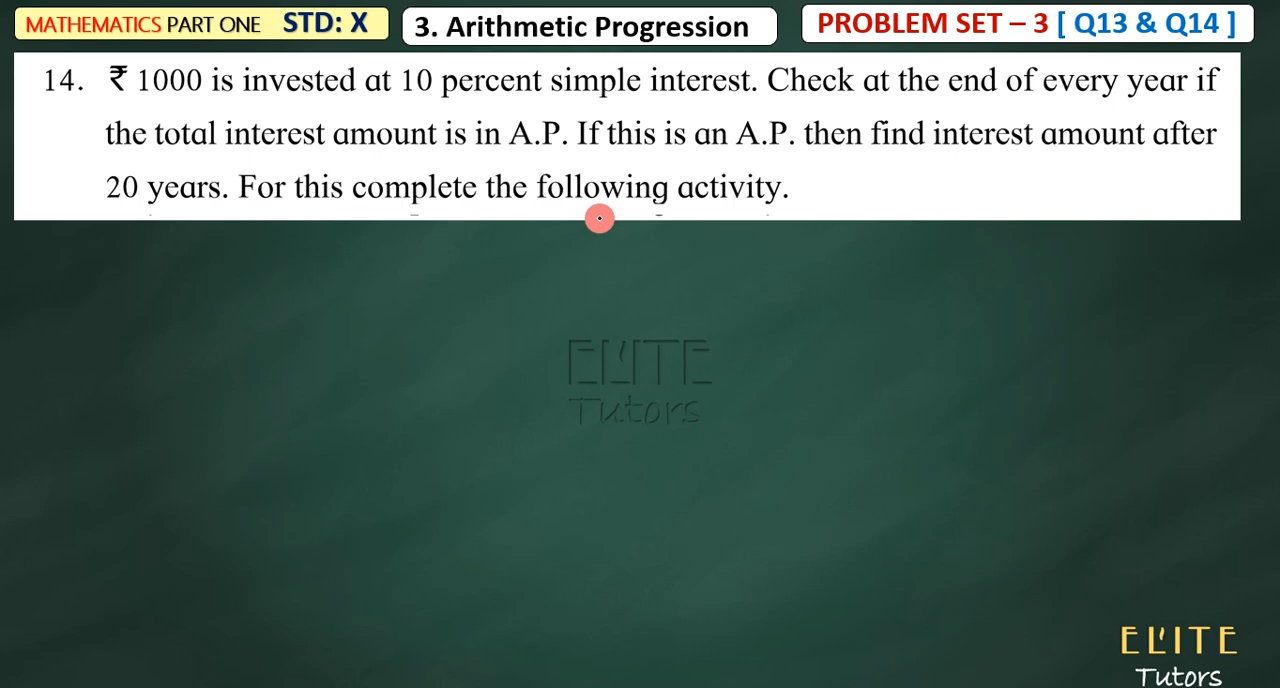 MATHEMATICS PART ONE STD: X
3. Arithmetic Progression
PROBLEM SET – 3 [ Q13 & Q14 ]
14. ₹ 1000 is invested at 10 percent simple interest. Check at the end of every year if
the total interest amount is in A.P. If this is an A.P. then find interest amount after
20 years. For this complete the following activity.
ELITE
Tutors
ELITE
Tutors